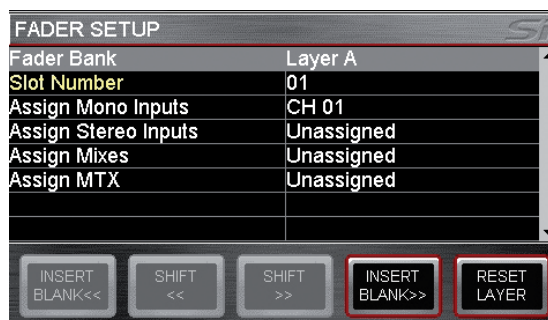 FADER SETUP
Si
Fader Bank Layer A
Slot Number 01
Assign Mono Inputs CH 01
Assign Stereo Inputs Unassigned
Assign Mixes Unassigned
Assign MTX Unassigned
INSERT BLANK<< SHIFT << SHIFT >> INSERT BLANK>> RESET LAYER